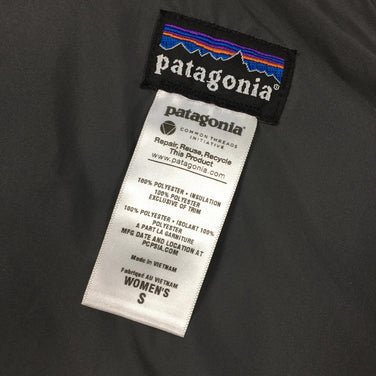 patagonia®
patagonia®
COMMON THREADS
INITIATIVE
Repair, Reuse, Recycle
This Product
www.patagonia.com
100% POLYESTER • INSULATION
100% POLYESTER
EXCLUSIVE OF TRIM
100% POLYESTER • ISOLANT 100%
POLYESTER
A PART LA GARNITURE
MFG. DATE AND LOCATION AT
PCPSIA.COM
Made in VIETNAM
Fabriqué AU VIETNAM
WOMEN'S
S